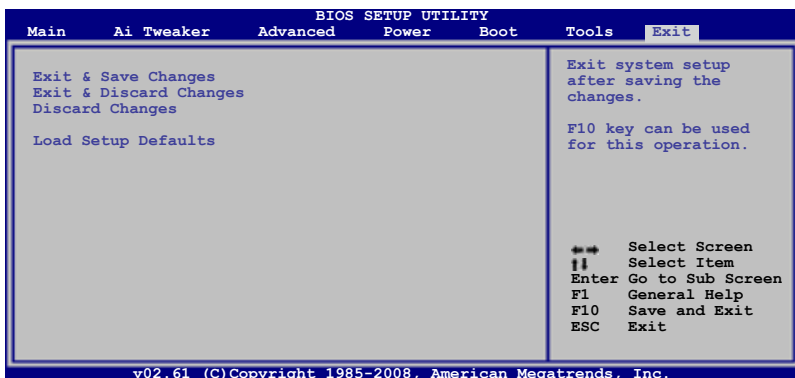 BIOS SETUP UTILITY
Main Ai Tweaker Advanced Power Boot Tools Exit
Exit & Save Changes
Exit & Discard Changes
Discard Changes
Load Setup Defaults
Exit system setup
after saving the
changes.
F10 key can be used
for this operation.
Select Screen
Select Item
Enter Go to Sub Screen
F1 General Help
F10 Save and Exit
ESC Exit
v02.61 (C)Copyright 1985-2008, American Megatrends, Inc.